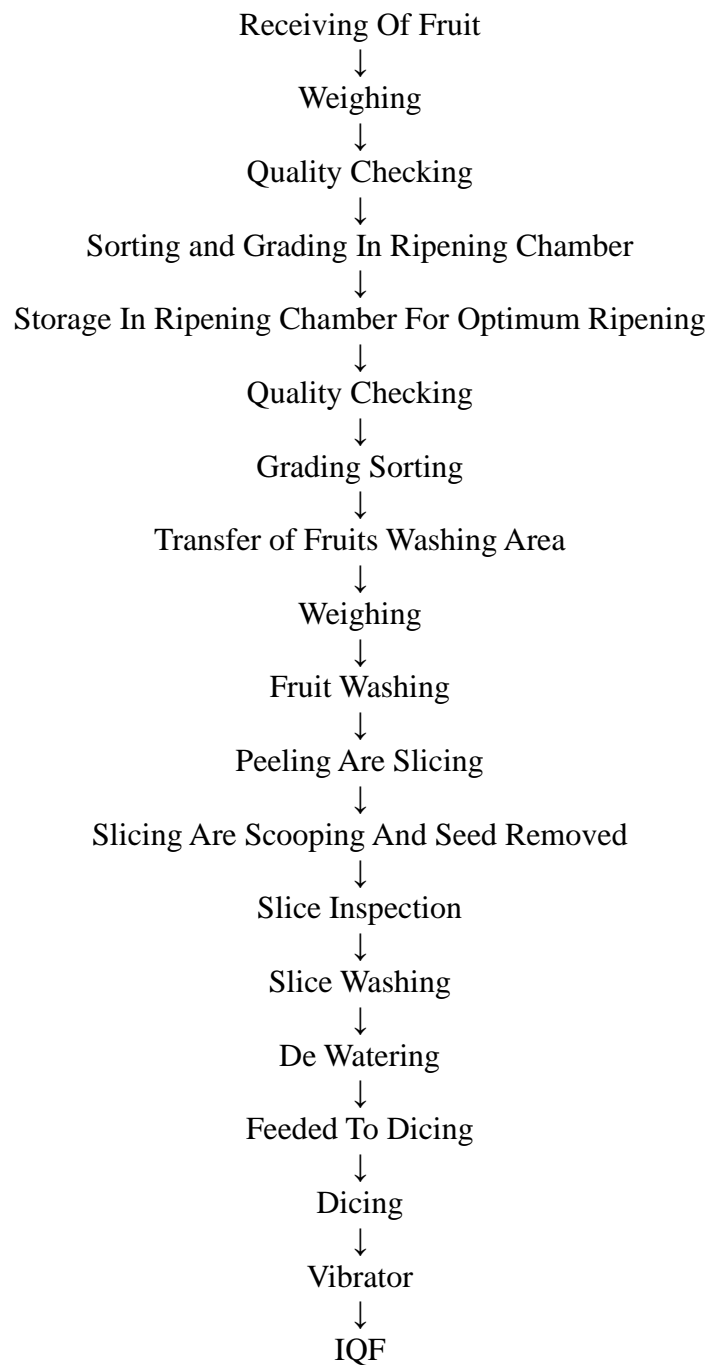 Receiving Of Fruit
↓
Weighing
↓
Quality Checking
↓
Sorting and Grading In Ripening Chamber
↓
Storage In Ripening Chamber For Optimum Ripening
↓
Quality Checking
↓
Grading Sorting
↓
Transfer of Fruits Washing Area
↓
Weighing
↓
Fruit Washing
↓
Peeling Are Slicing
↓
Slicing Are Scooping And Seed Removed
↓
Slice Inspection
↓
Slice Washing
↓
De Watering
↓
Feeded To Dicing
↓
Dicing
↓
Vibrator
↓
IQF